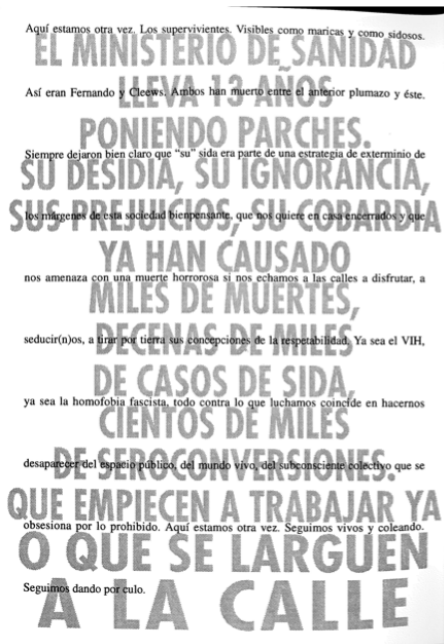 Aquí estamos otra vez. Los supervivientes. Visibles como maricas y como sidosos.
EL MINISTERIO DE SANIDAD
LLEVA 13 AÑOS
Así eran Fernando y Cleews. Ambos han muerto entre el anterior plumazo y éste.
PONIENDO PARCHES.
Siempre dejaron bien claro que "su" sida era parte de una estrategia de exterminio de
SU DESIDIA, SU IGNORANCIA,
SUS PREJUICIOS, SU COBARDIA
los márgenes de esta sociedad bienpensante, que nos quiere en casa encerrados y que
YA HAN CAUSADO
nos amenaza con una muerte horrorosa si nos echamos a las calles a disfrutar, a
MILES DE MUERTES,
seducir(n)os, a tirar por tierra sus concepciones de la respetabilidad. Ya sea el VIH,
DECENAS DE MILES
DE CASOS DE SIDA,
ya sea la homofobia fascista, todo contra lo que luchamos coincide en hacernos
CIENTOS DE MILES
desaparecer del espacio público, del mundo vivo, del subconsciente colectivo que se
DE SEROCONVERSIONES.
QUE EMPIECEN A TRABAJAR YA
obsesiona por lo prohibido. Aquí estamos otra vez. Seguimos vivos y coleando.
O QUE SE LARGUEN
Seguimos dando por culo.
A LA CALLE